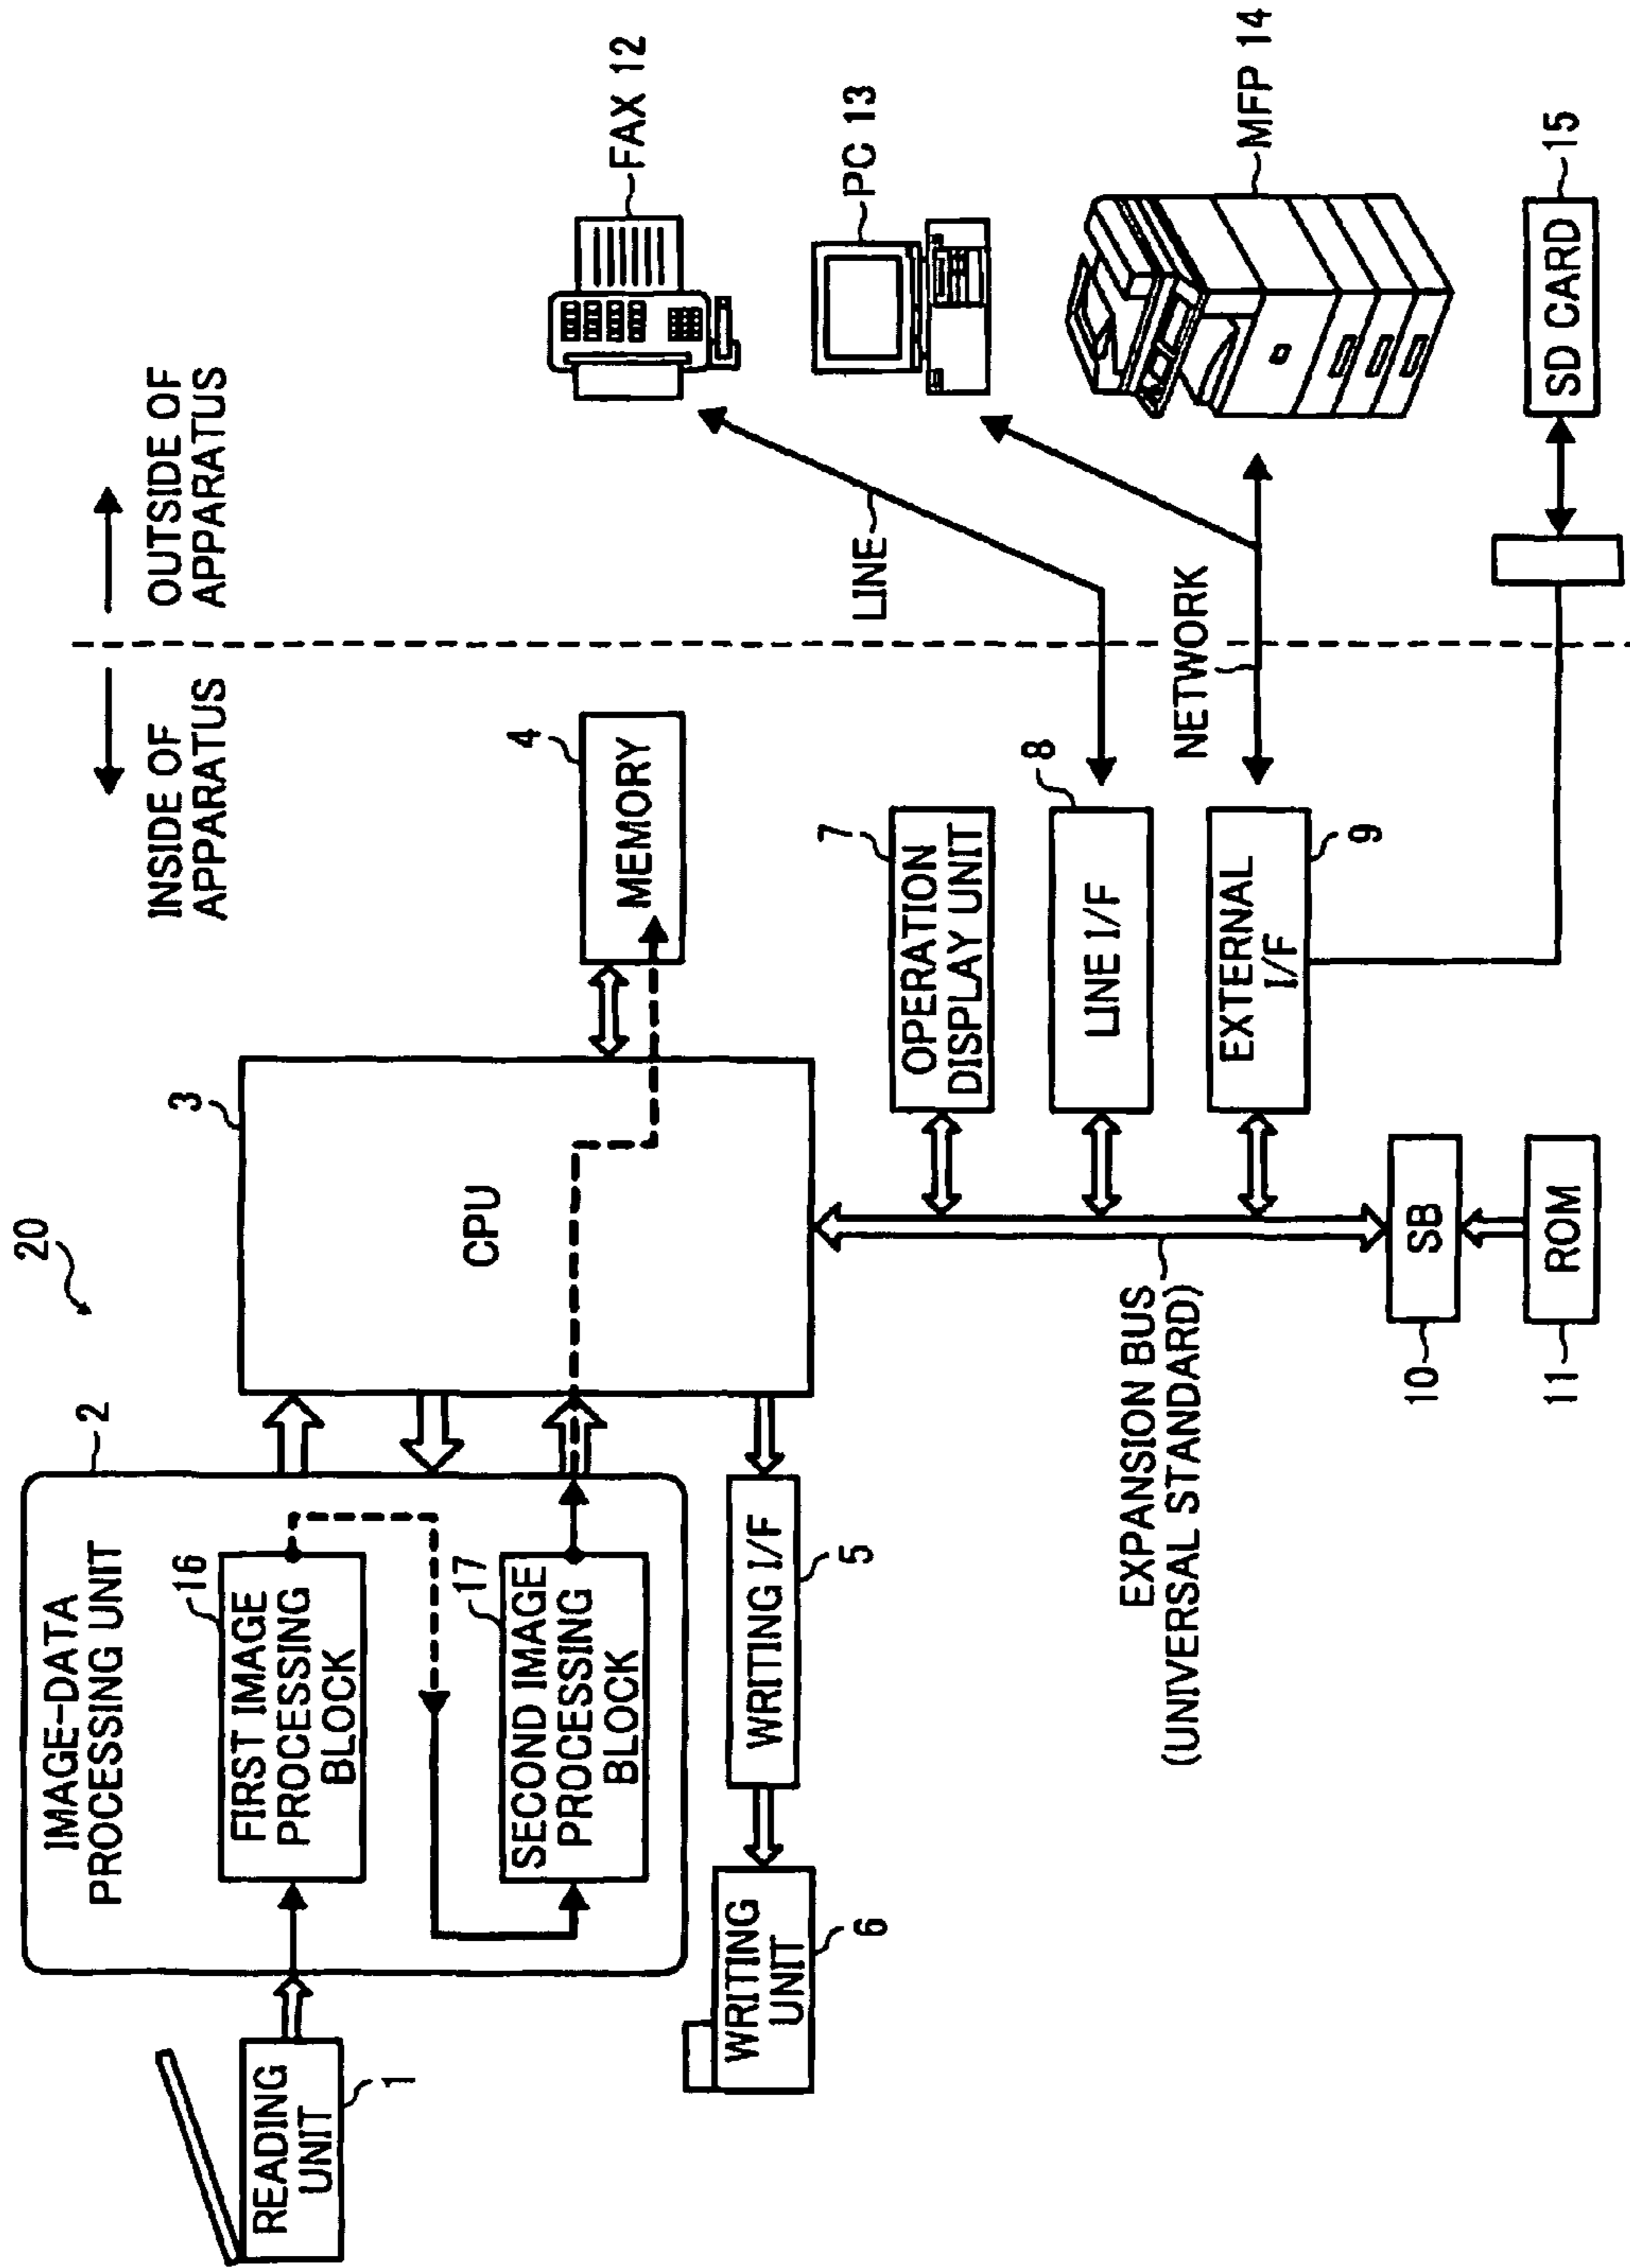 20
INSIDE OF
APPARATUS
OUTSIDE OF
APPARATUS
IMAGE-DATA
PROCESSING UNIT
2
16
FIRST IMAGE
PROCESSING
BLOCK
17
SECOND IMAGE
PROCESSING
BLOCK
READING
UNIT
1
3
CPU
4
MEMORY
WRITING I/F
5
WRITING
UNIT
6
7
OPERATION
DISPLAY UNIT
8
LINE I/F
EXTERNAL
I/F
9
EXPANSION BUS
(UNIVERSAL STANDARD)
SB
10
ROM
11
LINE
NETWORK
FAX 12
PC 13
MFP 14
SD CARD
15